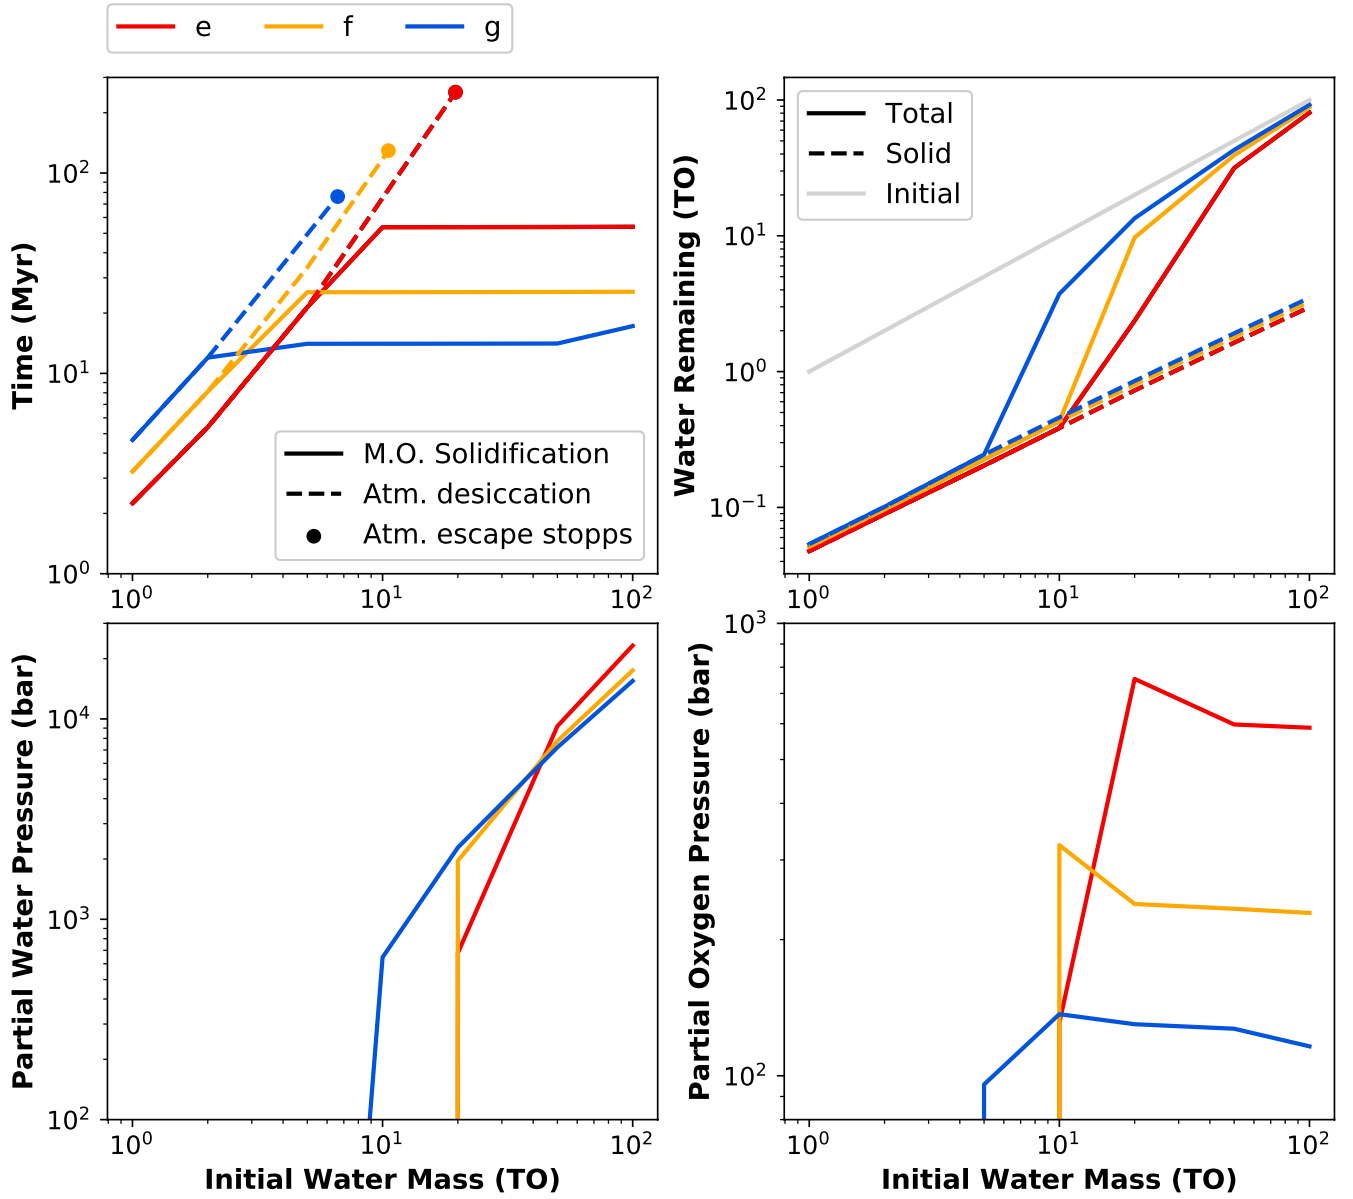 e f g
Time (Myr)
10²
10¹
10⁰
M.O. Solidification
Atm. desiccation
Atm. escape stopps
10⁰ 10¹ 10²
Water Remaining (TO)
10²
10¹
10⁰
10⁻¹
Total
Solid
Initial
10⁰ 10¹ 10²
Partial Water Pressure (bar)
10⁴
10³
10²
10⁰ 10¹ 10²
Initial Water Mass (TO)
Partial Oxygen Pressure (bar)
10³
10²
10⁰ 10¹ 10²
Initial Water Mass (TO)